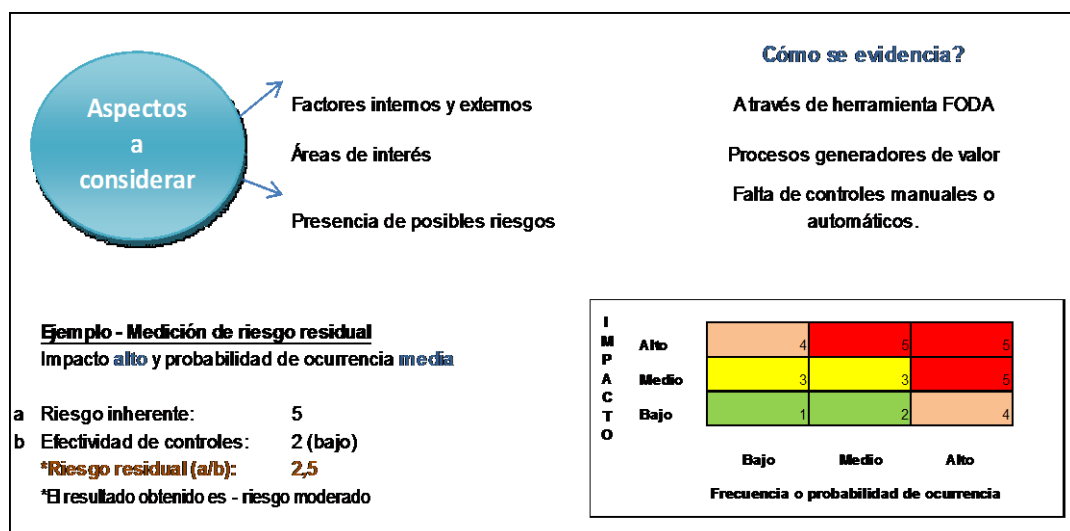 Aspectos
a
considerar
Factores internos y externos
Áreas de interés
Presencia de posibles riesgos
Cómo se evidencia?
A través de herramienta FODA
Procesos generadores de valor
Falta de controles manuales o
automáticos.
Ejemplo - Medición de riesgo residual
Impacto alto y probabilidad de ocurrencia media
a Riesgo inherente: 5
b Efectividad de controles: 2 (bajo)
*Riesgo residual (a/b): 2,5
*El resultado obtenido es - riesgo moderado
IMPACTO
Alto 4 5 5
Medio 3 3 5
Bajo 1 2 4
Bajo Medio Alto
Frecuencia o probabilidad de ocurrencia